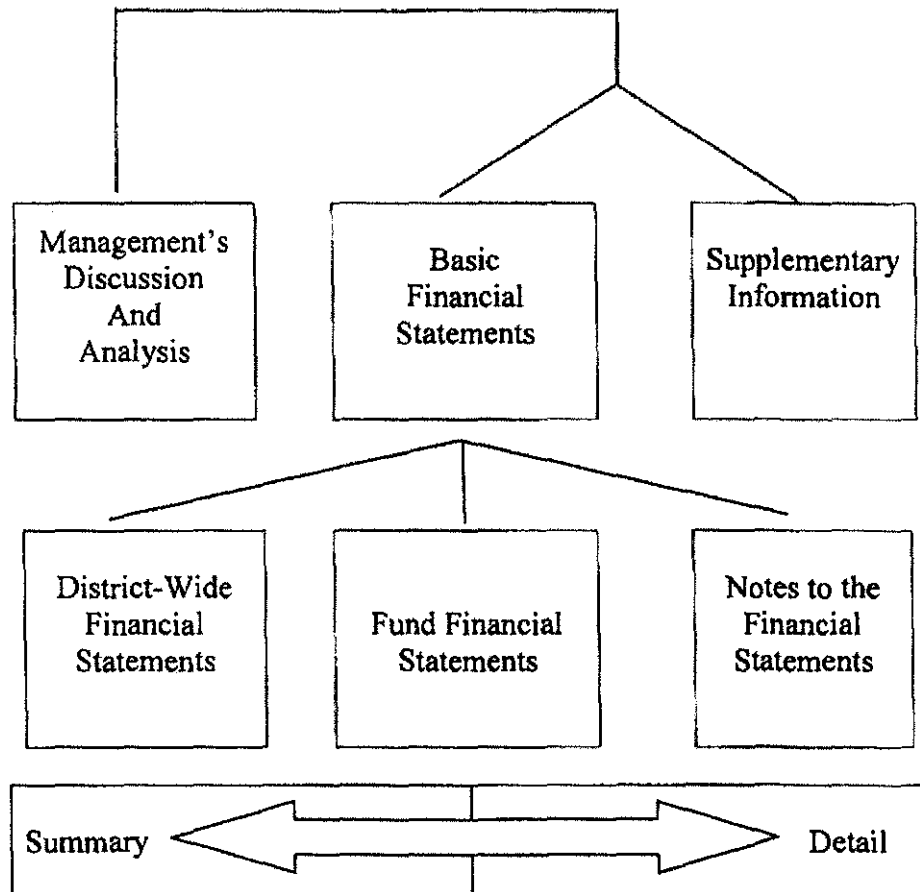 Management's
Discussion
And
Analysis
Basic
Financial
Statements
Supplementary
Information
District-Wide
Financial
Statements
Fund Financial
Statements
Notes to the
Financial
Statements
Summary
Detail